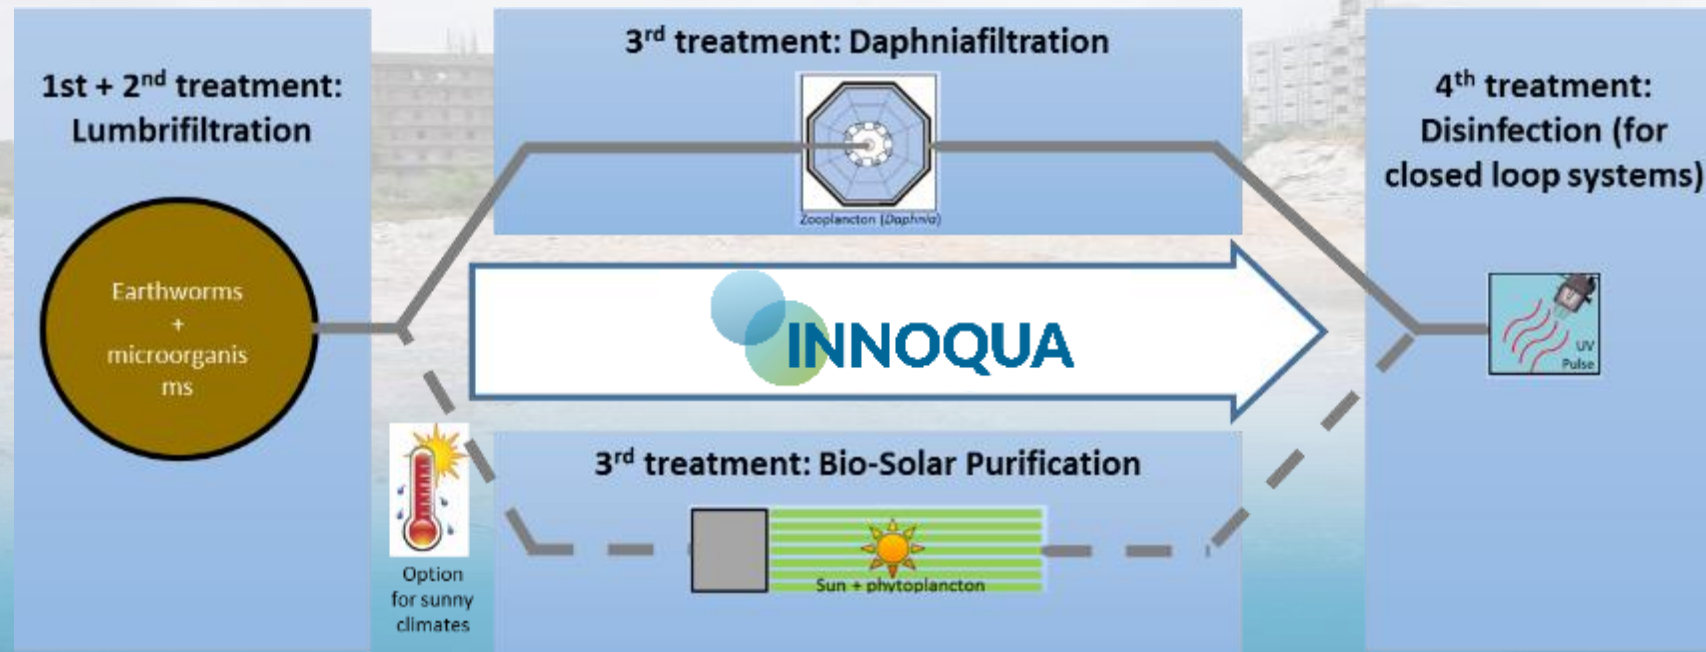 1st + 2nd treatment:
Lumbrifiltration
Earthworms
+
microorganis
ms
3rd treatment: Daphniafiltration
Zooplancton (Daphnia)
INNOQUA
Option
for sunny
climates
3rd treatment: Bio-Solar Purification
Sun + phytoplancton
4th treatment:
Disinfection (for
closed loop systems)
UV
Pulse